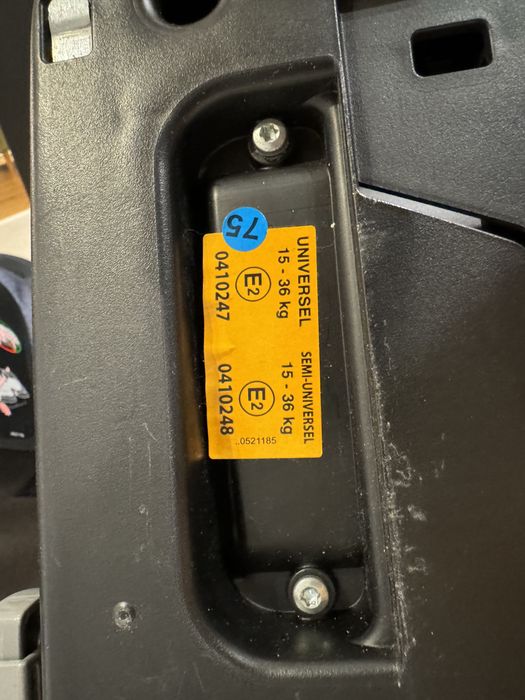 75
UNIVERSEL
15 - 36 kg
E2
0410247
SEMI-UNIVERSEL
15 - 36 kg
E2
0410248
..0521185